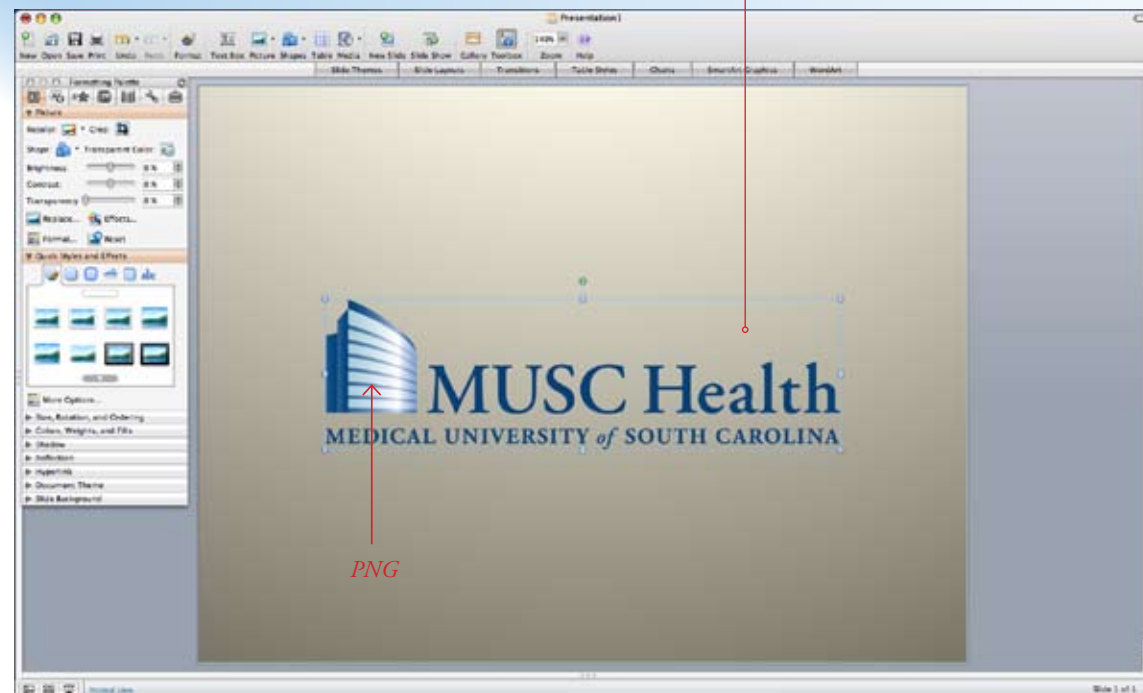 Presentation1
New Open Save Print Undo Redo Format Text Box Picture Shapes Table Media New Slide Slide Show Gallery Toolbox Zoom Help
Slide Themes Slide Layouts Transitions Table Styles Charts SmartArt Graphics WordArt
Formatting Palette
Picture
Recolor: Crop:
Shape: Transparent Color:
Brightness: 0 %
Contrast: 0 %
Transparency: 0 %
Replace... Effects...
Format... Reset
Quick Styles and Effects
abc
More Options...
Size, Rotation, and Ordering
Colors, Weights, and Fills
Shadow
Reflection
Hyperlink
Document Theme
Slide Background
MUSC Health
MEDICAL UNIVERSITY of SOUTH CAROLINA
PNG
Normal View
Slide 1 of 1